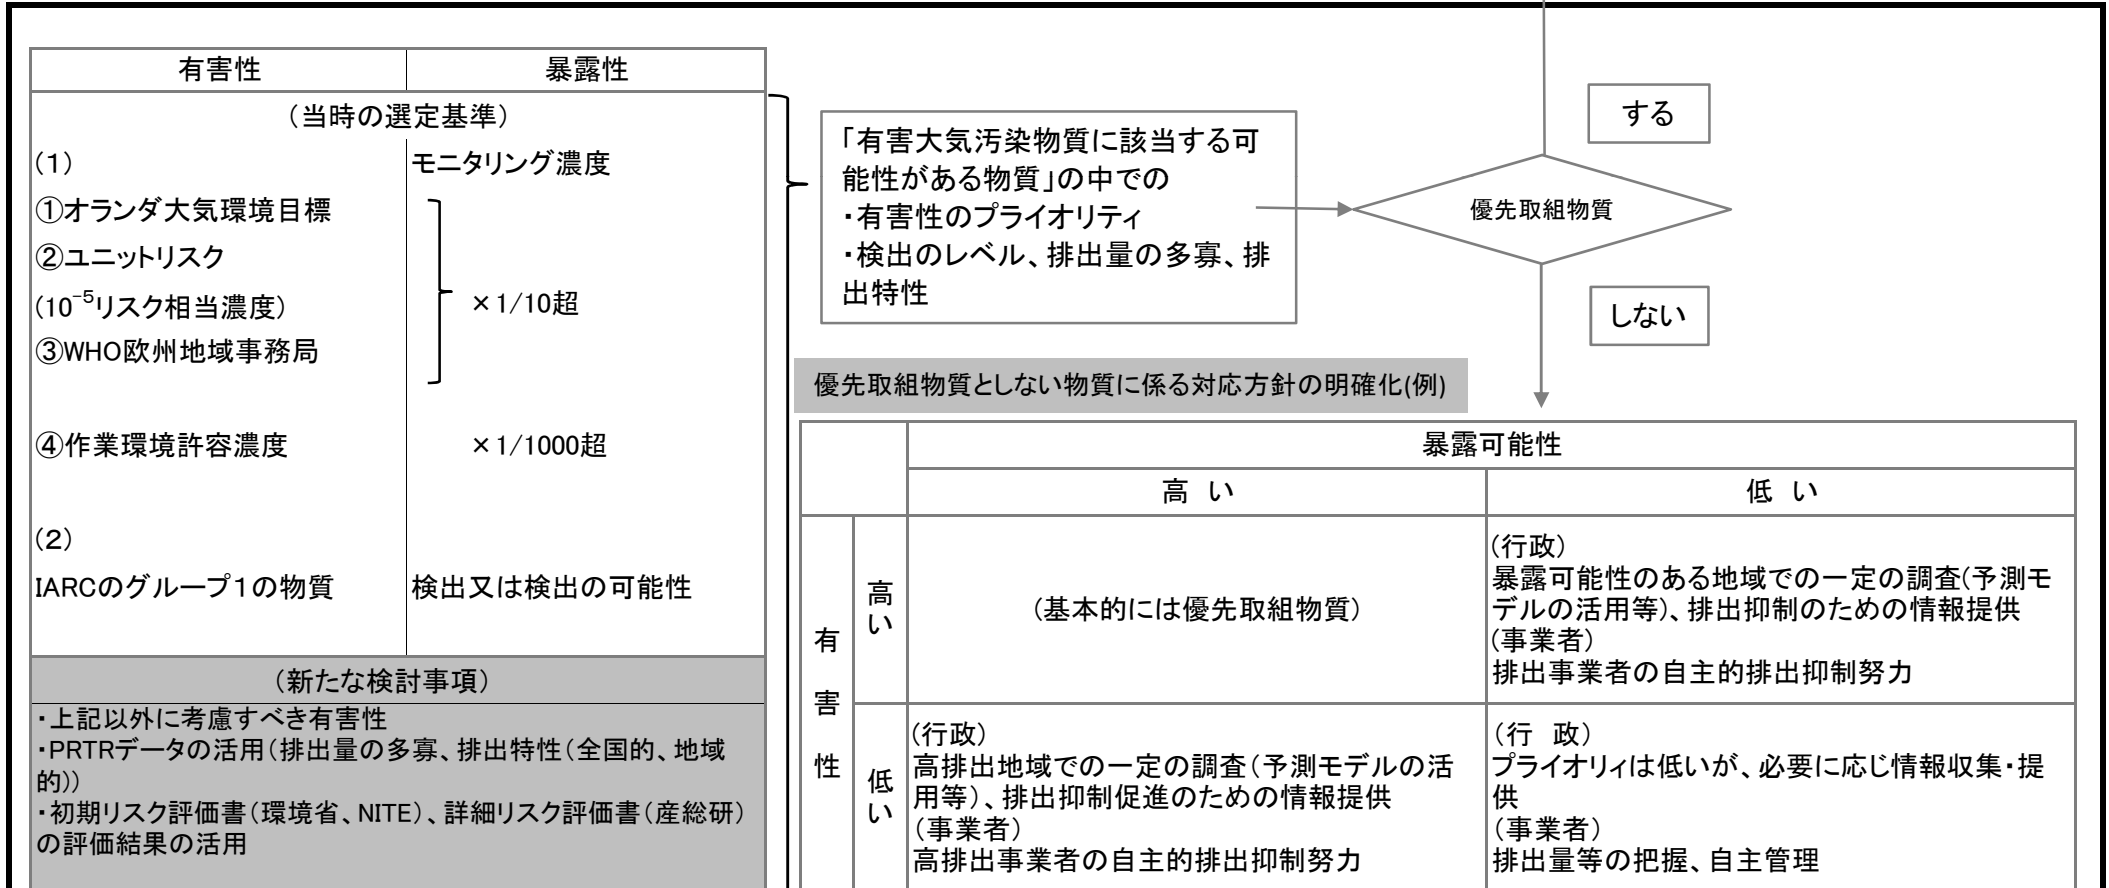 有害性 暴露性
（当時の選定基準）
(1) モニタリング濃度
①オランダ大気環境目標
②ユニットリスク
(10⁻⁵リスク相当濃度) ×1/10超
③WHO欧州地域事務局
④作業環境許容濃度 ×1/1000超
(2)
IARCのグループ1の物質 検出又は検出の可能性
（新たな検討事項）
・上記以外に考慮すべき有害性
・PRTRデータの活用（排出量の多寡、排出特性（全国的、地域
的））
・初期リスク評価書（環境省、NITE）、詳細リスク評価書（産総研）
の評価結果の活用
「有害大気汚染物質に該当する可
能性がある物質」の中での
・有害性のプライオリティ
・検出のレベル、排出量の多寡、排
出特性
する
優先取組物質
しない
優先取組物質としない物質に係る対応方針の明確化(例)
暴露可能性
高 い 低 い
有害性
高い
（基本的には優先取組物質）
(行政)
暴露可能性のある地域での一定の調査(予測モ
デルの活用等)、排出抑制のための情報提供
(事業者)
排出事業者の自主的排出抑制努力
低い
(行政)
高排出地域での一定の調査（予測モデルの活
用等）、排出抑制促進のための情報提供
（事業者）
高排出事業者の自主的排出抑制努力
（行 政）
プライオリィは低いが、必要に応じ情報収集・提
供
（事業者）
排出量等の把握、自主管理